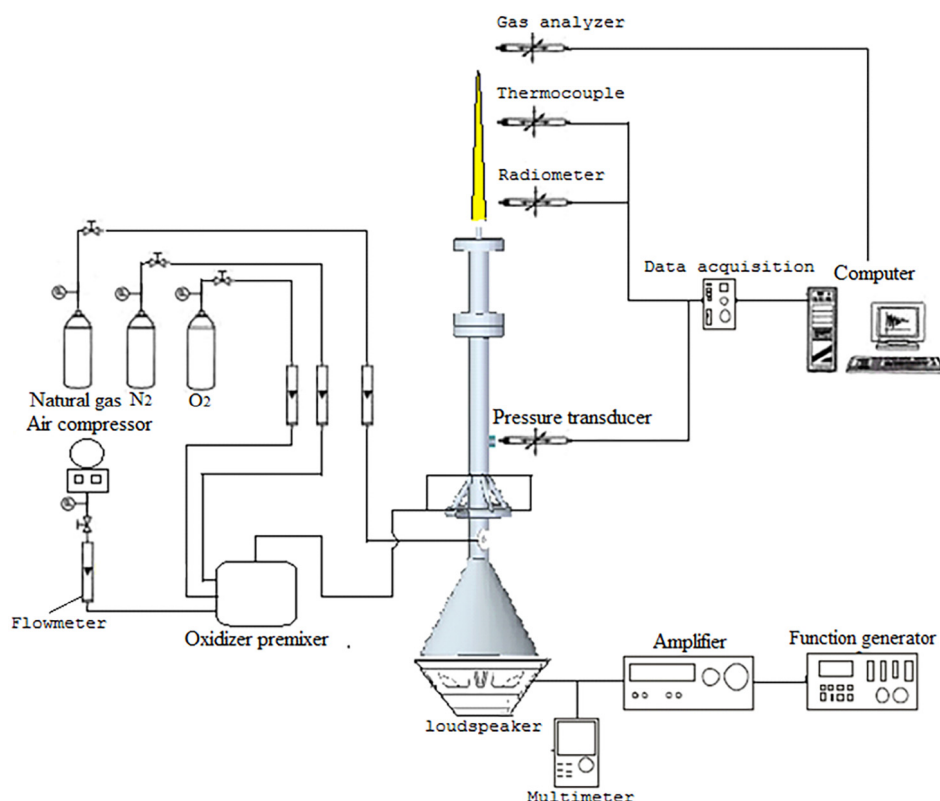 Gas analyzer
Thermocouple
Radiometer
Data acquisition
Computer
Natural gas N2 O2
Air compressor
Pressure transducer
Flowmeter
Oxidizer premixer
Amplifier
Function generator
loudspeaker
Multimeter